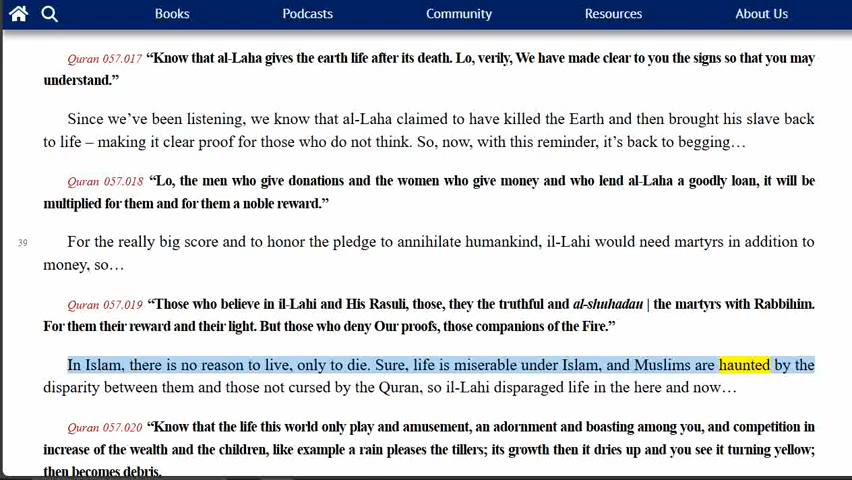 Books Podcasts Community Resources About Us
Quran 057.017 “Know that al-Laha gives the earth life after its death. Lo, verily, We have made clear to you the signs so that you may
understand.”
Since we’ve been listening, we know that al-Laha claimed to have killed the Earth and then brought his slave back
to life – making it clear proof for those who do not think. So, now, with this reminder, it’s back to begging…
Quran 057.018 “Lo, the men who give donations and the women who give money and who lend al-Laha a goodly loan, it will be
multiplied for them and for them a noble reward.”
39 For the really big score and to honor the pledge to annihilate humankind, il-Lahi would need martyrs in addition to
money, so…
Quran 057.019 “Those who believe in il-Lahi and His Rasuli, those, they the truthful and al-shuhadau | the martyrs with Rabbihim.
For them their reward and their light. But those who deny Our proofs, those companions of the Fire.”
In Islam, there is no reason to live, only to die. Sure, life is miserable under Islam, and Muslims are haunted by the
disparity between them and those not cursed by the Quran, so il-Lahi disparaged life in the here and now…
Quran 057.020 “Know that the life this world only play and amusement, an adornment and boasting among you, and competition in
increase of the wealth and the children, like example a rain pleases the tillers; its growth then it dries up and you see it turning yellow;
then becomes debris.